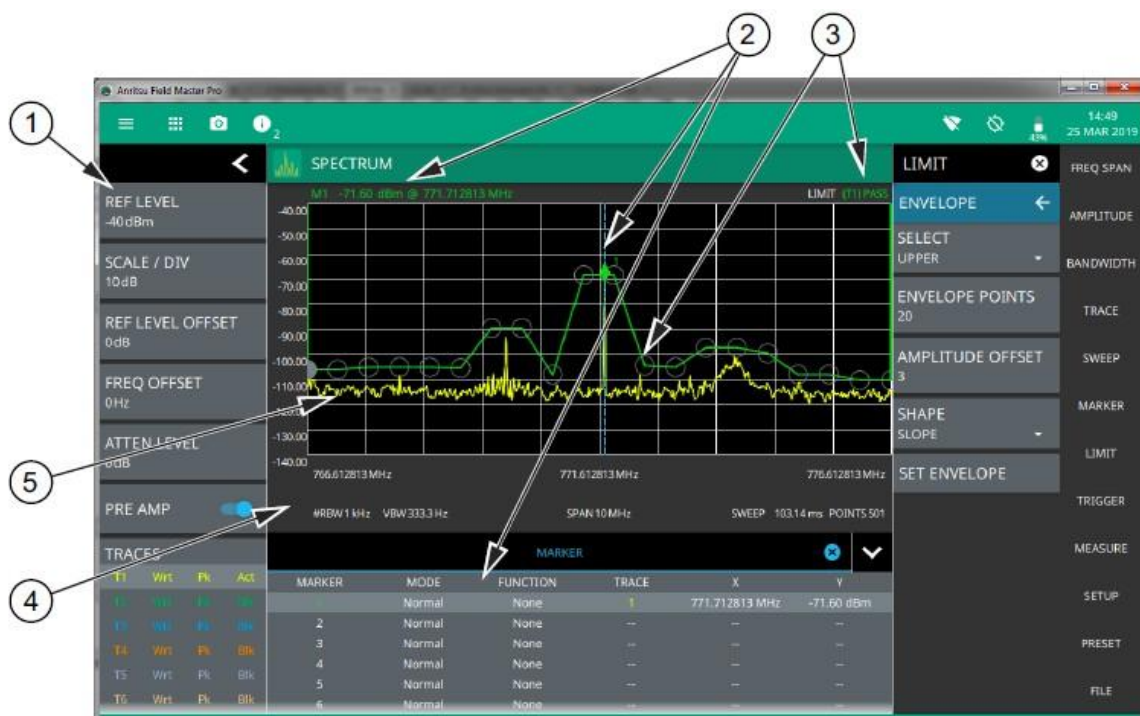 2
3
1
Anritsu Field Master Pro
2
43%
14:49
25 MAR 2019
SPECTRUM
M1 -71.60 dBm @ 771.712813 MHz
LIMIT (T1) PASS
REF LEVEL
-40 dBm
SCALE / DIV
10 dB
REF LEVEL OFFSET
0 dB
FREQ OFFSET
0 Hz
ATTEN LEVEL
0dB
PRE AMP
TRACES
T1 Wrt Pk Act
T4 Wrt Pk Blk
T5 Wrt Pk Blk
T6 Wrt Pk Blk
-40.00
-50.00
-60.00
-70.00
-80.00
-90.00
-100.00
-110.00
-120.00
-130.00
-140.00
1
766.612813 MHz 771.612813 MHz 776.612813 MHz
#RBW 1 kHz VBW 333.3 Hz SPAN 10 MHz SWEEP 103.14 ms POINTS 501
MARKER
MARKER MODE FUNCTION TRACE X Y
Normal None 1 771.712813 MHz -71.60 dBm
2 Normal None -- -- --
3 Normal None -- -- --
4 Normal None -- -- --
5 Normal None -- -- --
6 Normal None -- -- --
LIMIT
ENVELOPE
SELECT
UPPER
ENVELOPE POINTS
20
AMPLITUDE OFFSET
3
SHAPE
SLOPE
SET ENVELOPE
FREQ SPAN
AMPLITUDE
BANDWIDTH
TRACE
SWEEP
MARKER
LIMIT
TRIGGER
MEASURE
SETUP
PRESET
FILE
5
4